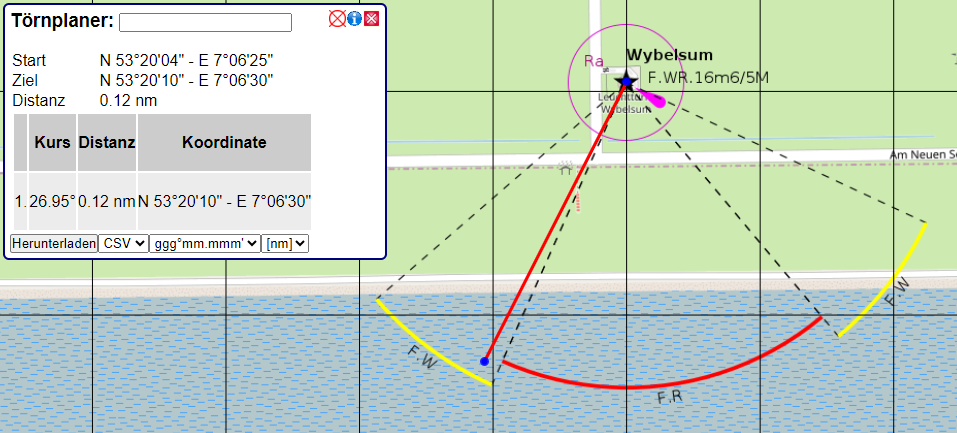 Törnplaner:
Start N 53°20'04" - E 7°06'25"
Ziel N 53°20'10" - E 7°06'30"
Distanz 0.12 nm
Kurs Distanz Koordinate
1. 26.95° 0.12 nm N 53°20'10" - E 7°06'30"
Herunterladen CSV ggg°mm.mmm' [nm]
Wybelsum
Ra
F.WR.16m6/5M
Wybelsum
Am Neuen
F.W
F.W
F.R